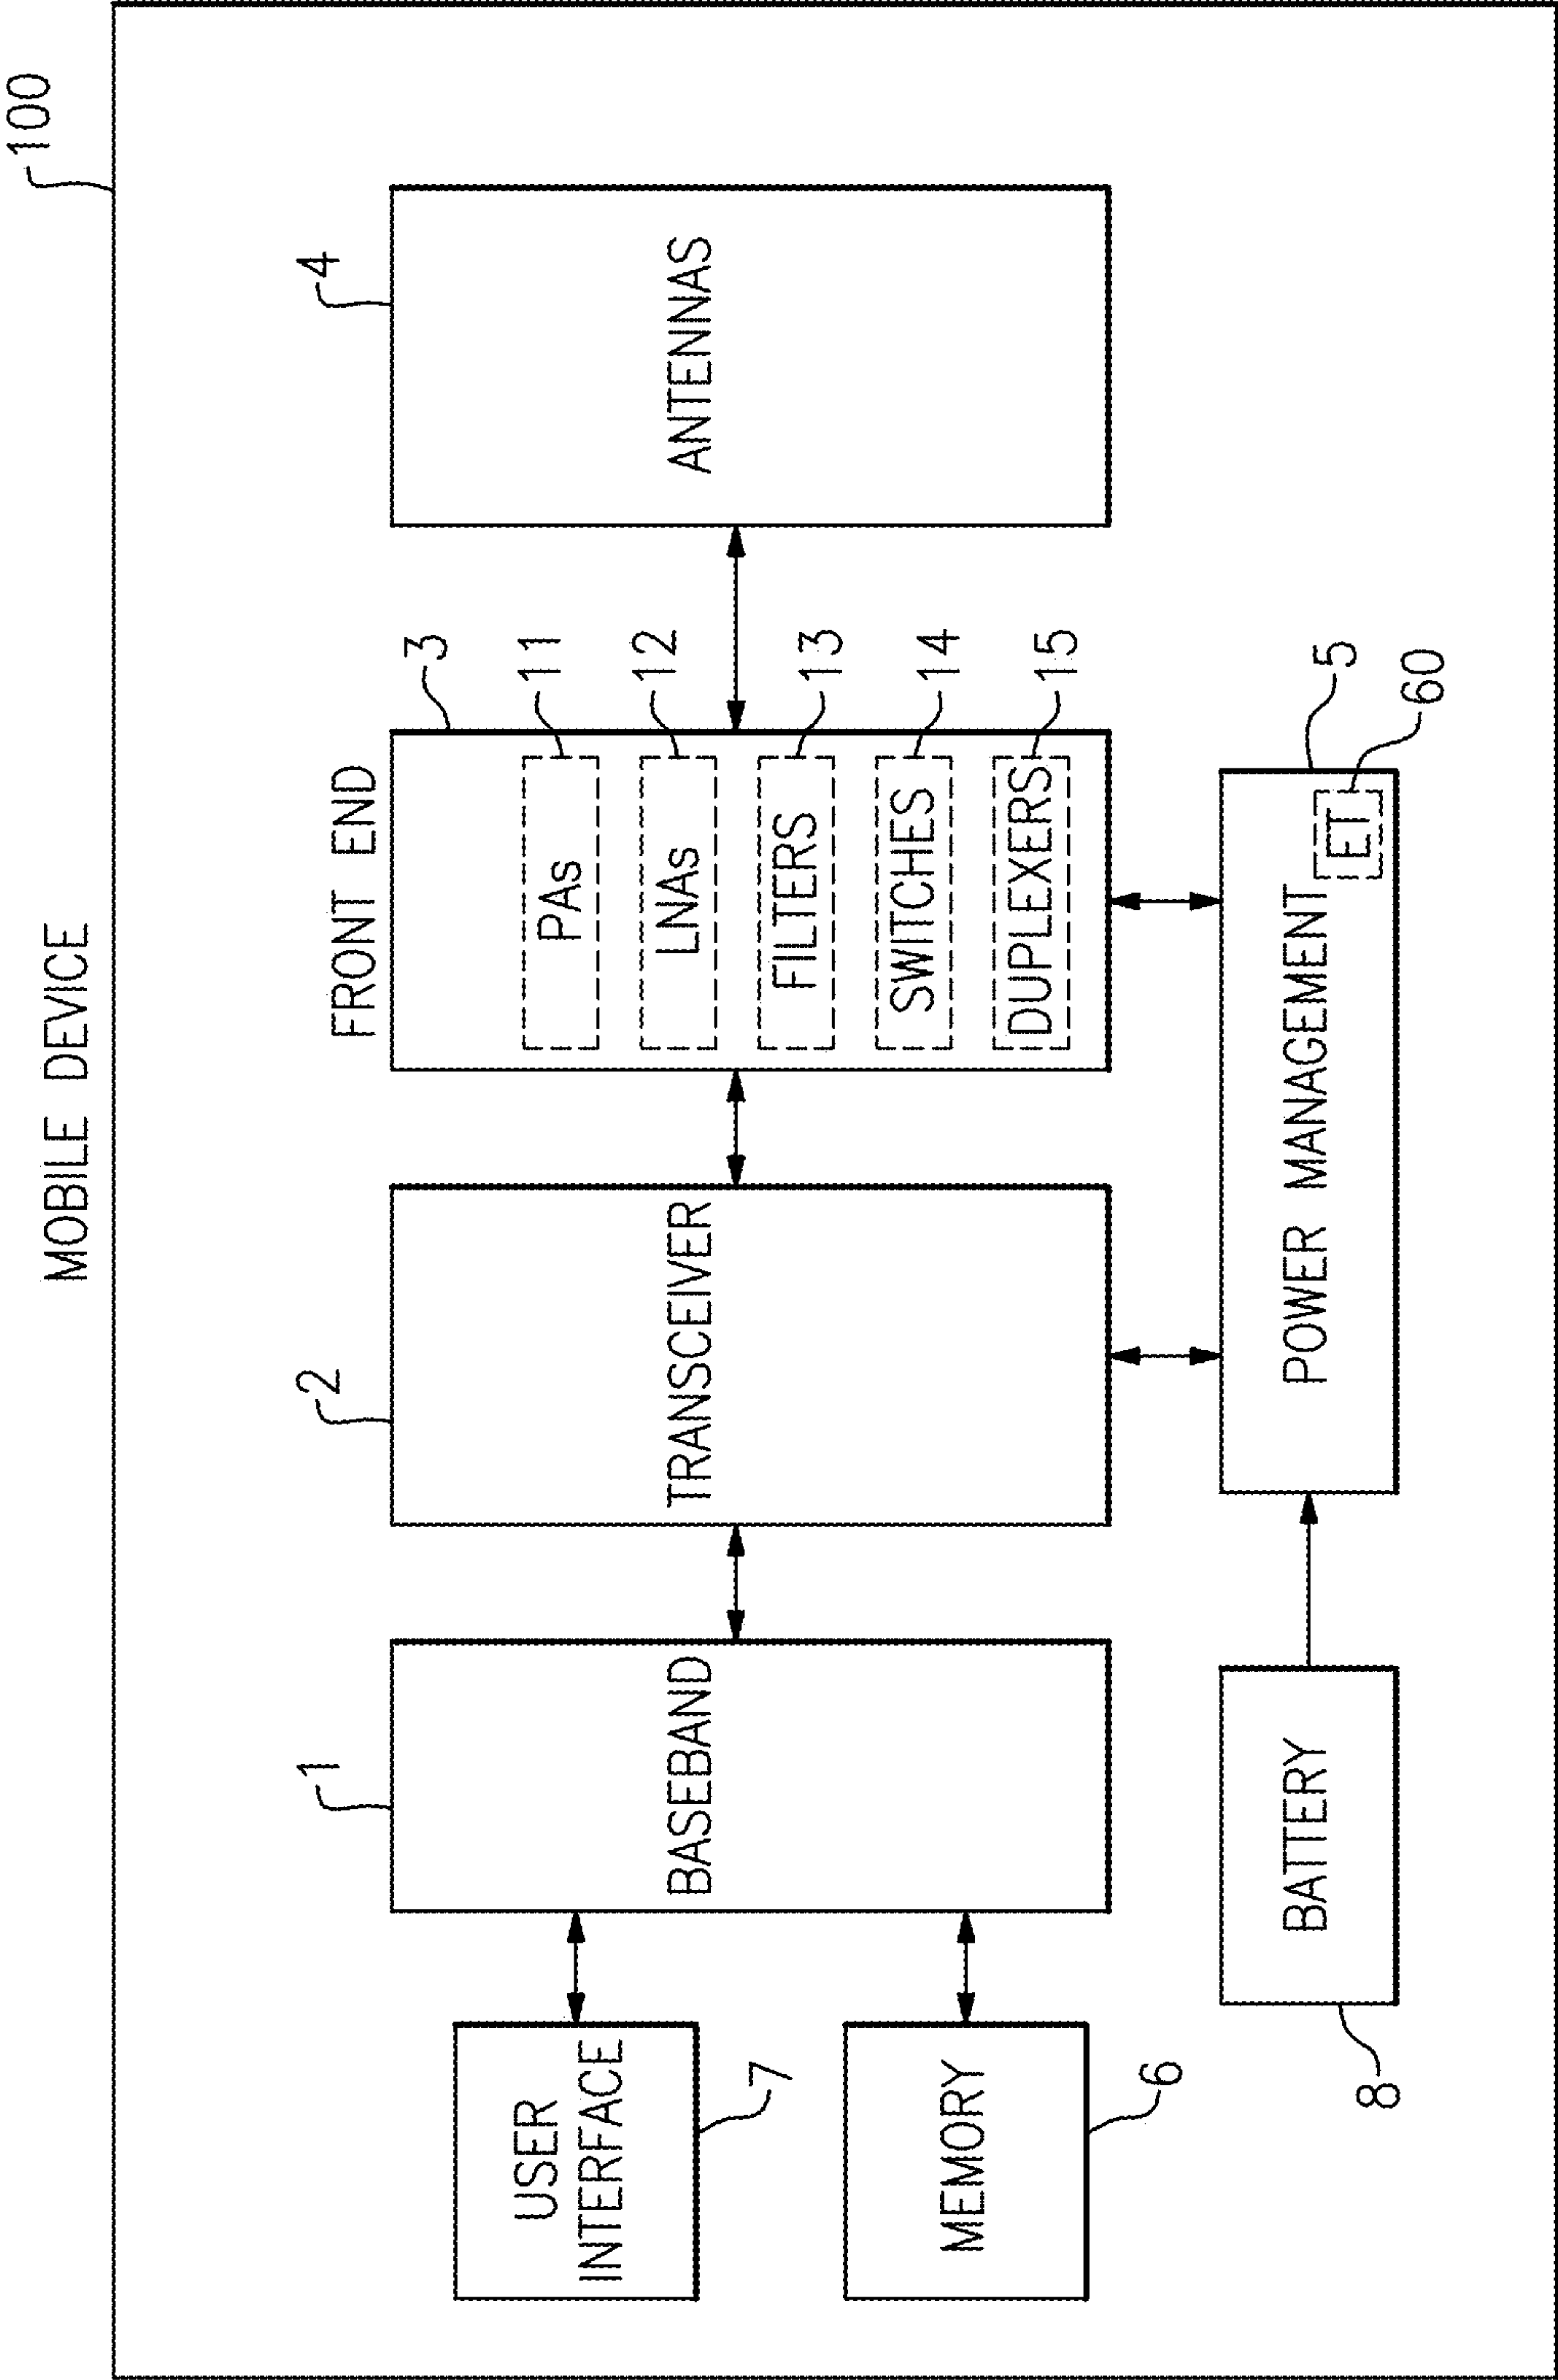 MOBILE DEVICE
100
1
2
FRONT END
3
4
USER
INTERFACE
7
MEMORY
6
BASEBAND
TRANSCEIVER
PAs
11
LNAs
12
FILTERS
13
SWITCHES
14
DUPLEXERS
15
ANTENNAS
BATTERY
8
POWER MANAGEMENT
5
ET
60